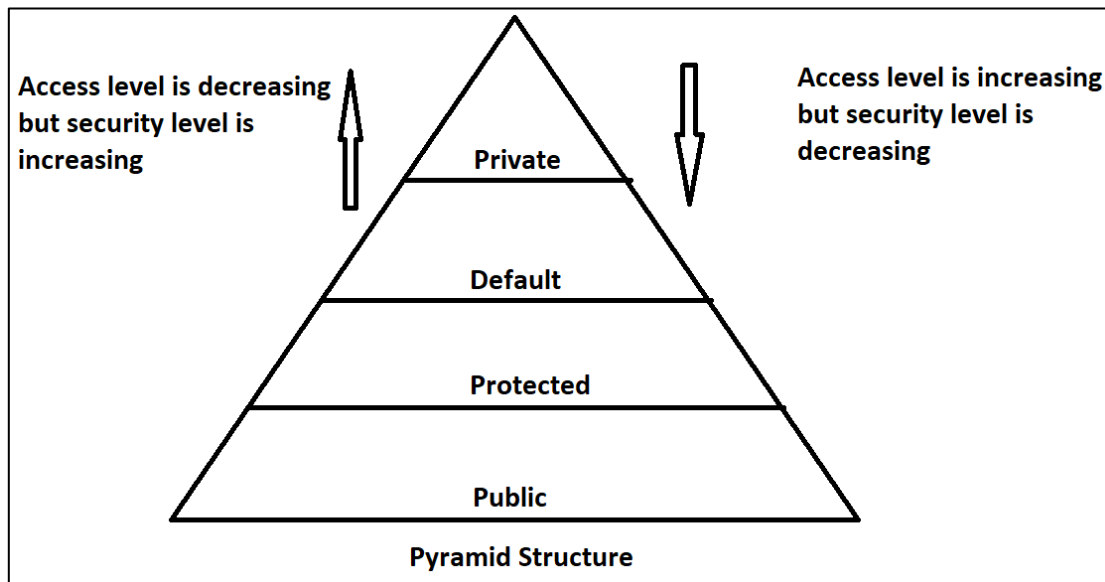 Access level is decreasing
but security level is
increasing
Access level is increasing
but security level is
decreasing
Private
Default
Protected
Public
Pyramid Structure